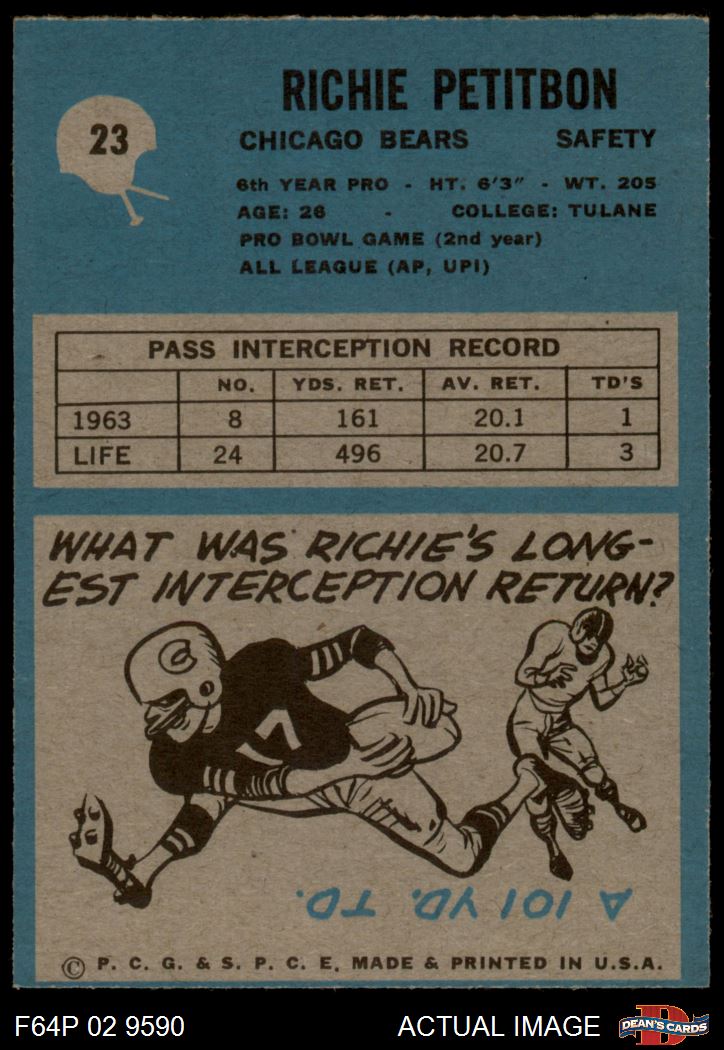 RICHIE PETITBON
23
CHICAGO BEARS SAFETY
6th YEAR PRO - HT. 6'3" - WT. 205
AGE: 26 - COLLEGE: TULANE
PRO BOWL GAME (2nd year)
ALL LEAGUE (AP, UPI)
PASS INTERCEPTION RECORD
NO. YDS. RET. AV. RET. TD'S
1963 8 161 20.1 1
LIFE 24 496 20.7 3
WHAT WAS RICHIE'S LONG-
EST INTERCEPTION RETURN?
C
17
A 101 YD. TD.
© P. C. G. & S. P. C. E. MADE & PRINTED IN U.S.A.
F64P 02 9590 ACTUAL IMAGE D DEAN'S CARDS